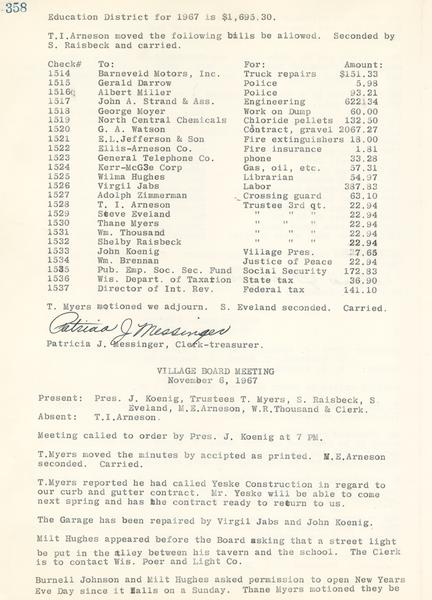 358
Education District for 1967 is $1,695.30.
T.I.Arneson moved the following bills be allowed. Seconded by
S. Raisbeck and carried.
Check# To: For: Amount:
1514 Barneveld Motors, Inc. Truck repairs $151.33
1515 Gerald Darrow Police 5.98
1516 Albert Miller Police 93.21
1517 John A. Strand & Ass. Engineering 622134
1518 George Moyer Work on Dump 60.00
1519 North Central Chemicals Chloride pellets 132.50
1520 G. A. Watson Contract, gravel 2067.27
1521 E.L.Jefferson & Son Fire extinguishers 18.00
1522 Ellis-Arneson Co. Fire insurance 1.81
1523 General Telephone Co. phone 33.28
1524 Kerr-McG3e Corp Gas, oil, etc. 57.31
1525 Wilma Hughes Librarian 54.97
1526 Virgil Jabs Labor 387.83
1527 Adolph Zimmerman Crossing guard 63.10
1528 T. I. Arneson Trustee 3rd qt. 22.94
1529 Steve Eveland " " " 22.94
1530 Thane Myers " " " 22.94
1531 Wm. Thousand " " " 22.94
1532 Shelby Raisbeck " " " 22.94
1533 John Koenig Village Pres. 7.65
1534 Wm. Brennan Justice of Peace 22.94
1535 Pub. Emp. Soc. Sec. Fund Social Security 172.83
1536 Wis. Depart. of Taxation State tax 36.90
1537 Director of Int. Rev. Federal tax 141.10
T. Myers motioned we adjourn. S. Eveland seconded. Carried.
Patricia J Messinger
Patricia J. Messinger, Clerk-treasurer.
VILLAGE BOARD MEETING
November 6, 1967
Present: Pres. J. Koenig, Trustees T. Myers, S. Raisbeck, S
Eveland, M.E.Arneson, W.R.Thousand & Clerk.
Absent: T.I.Arneson.
Meeting called to order by Pres. J. Koenig at 7 PM.
T.Myers moved the minutes by accipted as printed. M.E.Arneson
seconded. Carried.
T.Myers reported he had called Yeske Construction in regard to
our curb and gutter contract. Mr. Yeske will be able to come
next spring and has the contract ready to return to us.
The Garage has been repaired by Virgil Jabs and John Koenig.
Milt Hughes appeared before the Board asking that a street light
be put in the alley between his tavern and the school. The Clerk
is to contact Wis. Poer and Light Co.
Burnell Johnson and Milt Hughes asked permission to open New Years
Eve Day since it falls on a Sunday. Thane Myers motioned they be